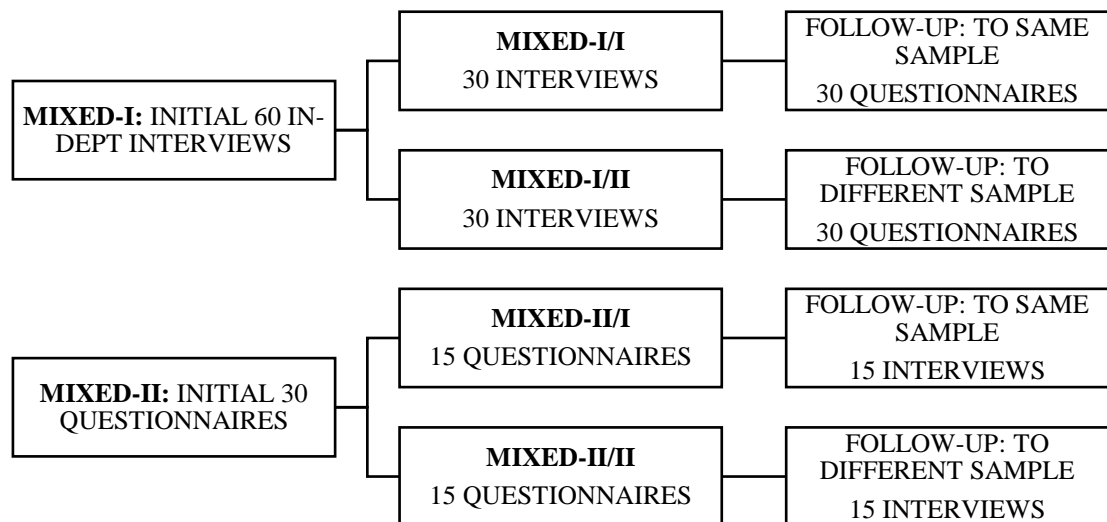 MIXED-I: INITIAL 60 IN-
DEPT INTERVIEWS
MIXED-I/I
30 INTERVIEWS
FOLLOW-UP: TO SAME
SAMPLE
30 QUESTIONNAIRES
MIXED-I/II
30 INTERVIEWS
FOLLOW-UP: TO
DIFFERENT SAMPLE
30 QUESTIONNAIRES
MIXED-II: INITIAL 30
QUESTIONNAIRES
MIXED-II/I
15 QUESTIONNAIRES
FOLLOW-UP: TO SAME
SAMPLE
15 INTERVIEWS
MIXED-II/II
15 QUESTIONNAIRES
FOLLOW-UP: TO
DIFFERENT SAMPLE
15 INTERVIEWS